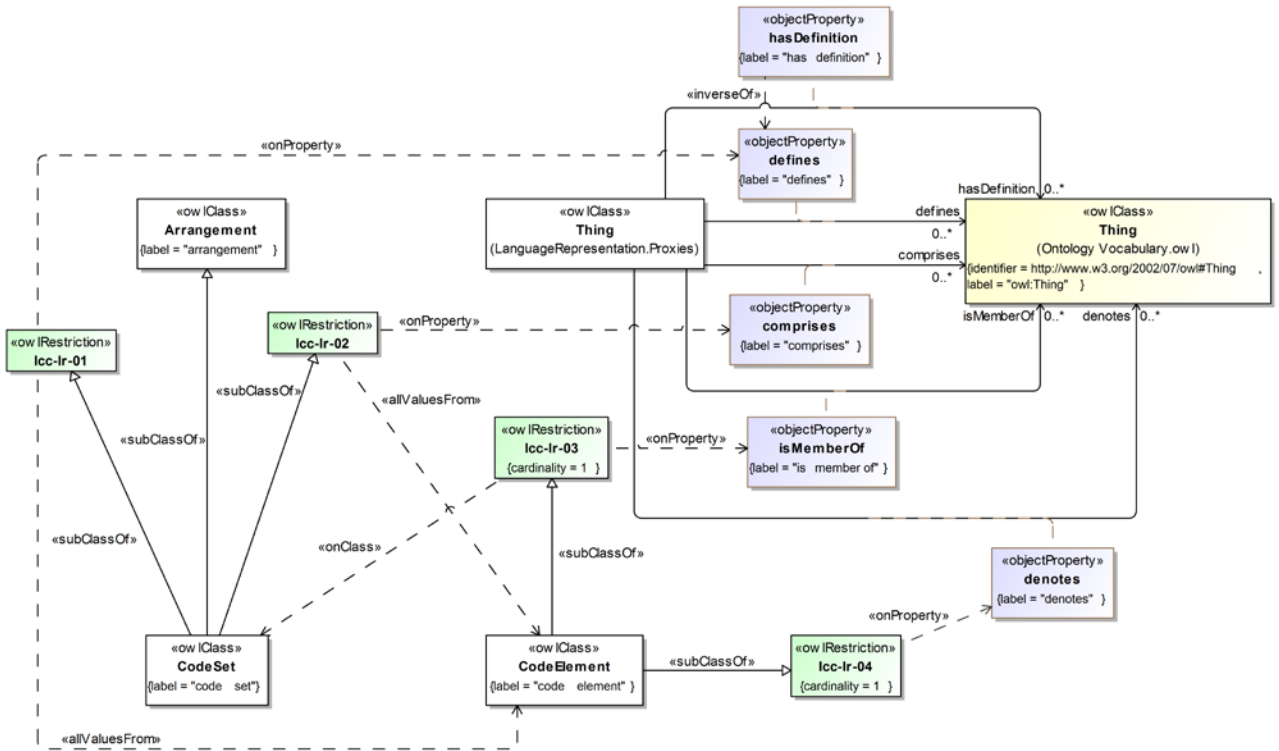 «objectProperty»
hasDefinition
{label = "has definition" }
«inverseOf»
«onProperty»
«objectProperty»
defines
{label = "defines" }
hasDefinition 0..*
«owlClass»
Arrangement
{label = "arrangement" }
«owlClass»
Thing
(LanguageRepresentation.Proxies)
defines
0..*
comprises
0..*
«owlClass»
Thing
(Ontology Vocabulary.owl)
{identifier = http://www.w3.org/2002/07/owl#Thing ,
label = "owl:Thing" }
isMemberOf 0..*
denotes 0..*
«owlRestriction»
lcc-lr-01
«owlRestriction»
lcc-lr-02
«onProperty»
«objectProperty»
comprises
{label = "comprises" }
«subClassOf»
«allValuesFrom»
«subClassOf»
«owlRestriction»
lcc-lr-03
{cardinality = 1 }
«onProperty»
«objectProperty»
isMemberOf
{label = "is member of" }
«subClassOf»
«onClass»
«subClassOf»
«objectProperty»
denotes
{label = "denotes" }
«onProperty»
«owlClass»
CodeSet
{label = "code set"}
«owlClass»
CodeElement
{label = "code element" }
«subClassOf»
«owlRestriction»
lcc-lr-04
{cardinality = 1 }
«allValuesFrom»